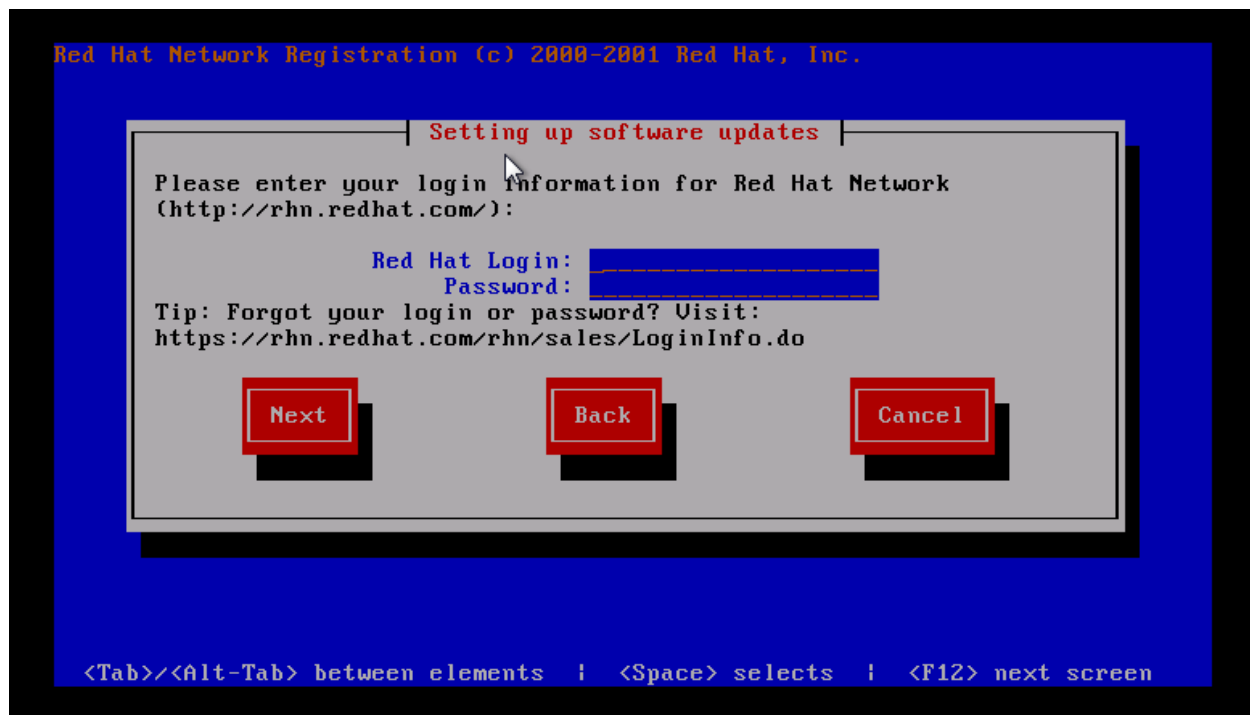 Red Hat Network Registration (c) 2000-2001 Red Hat, Inc.
Setting up software updates
Please enter your login information for Red Hat Network
(http://rhn.redhat.com/):
Red Hat Login: ____________________
Password: ____________________
Tip: Forgot your login or password? Visit:
https://rhn.redhat.com/rhn/sales/LoginInfo.do
Next Back Cancel
<Tab>/<Alt-Tab> between elements | <Space> selects | <F12> next screen